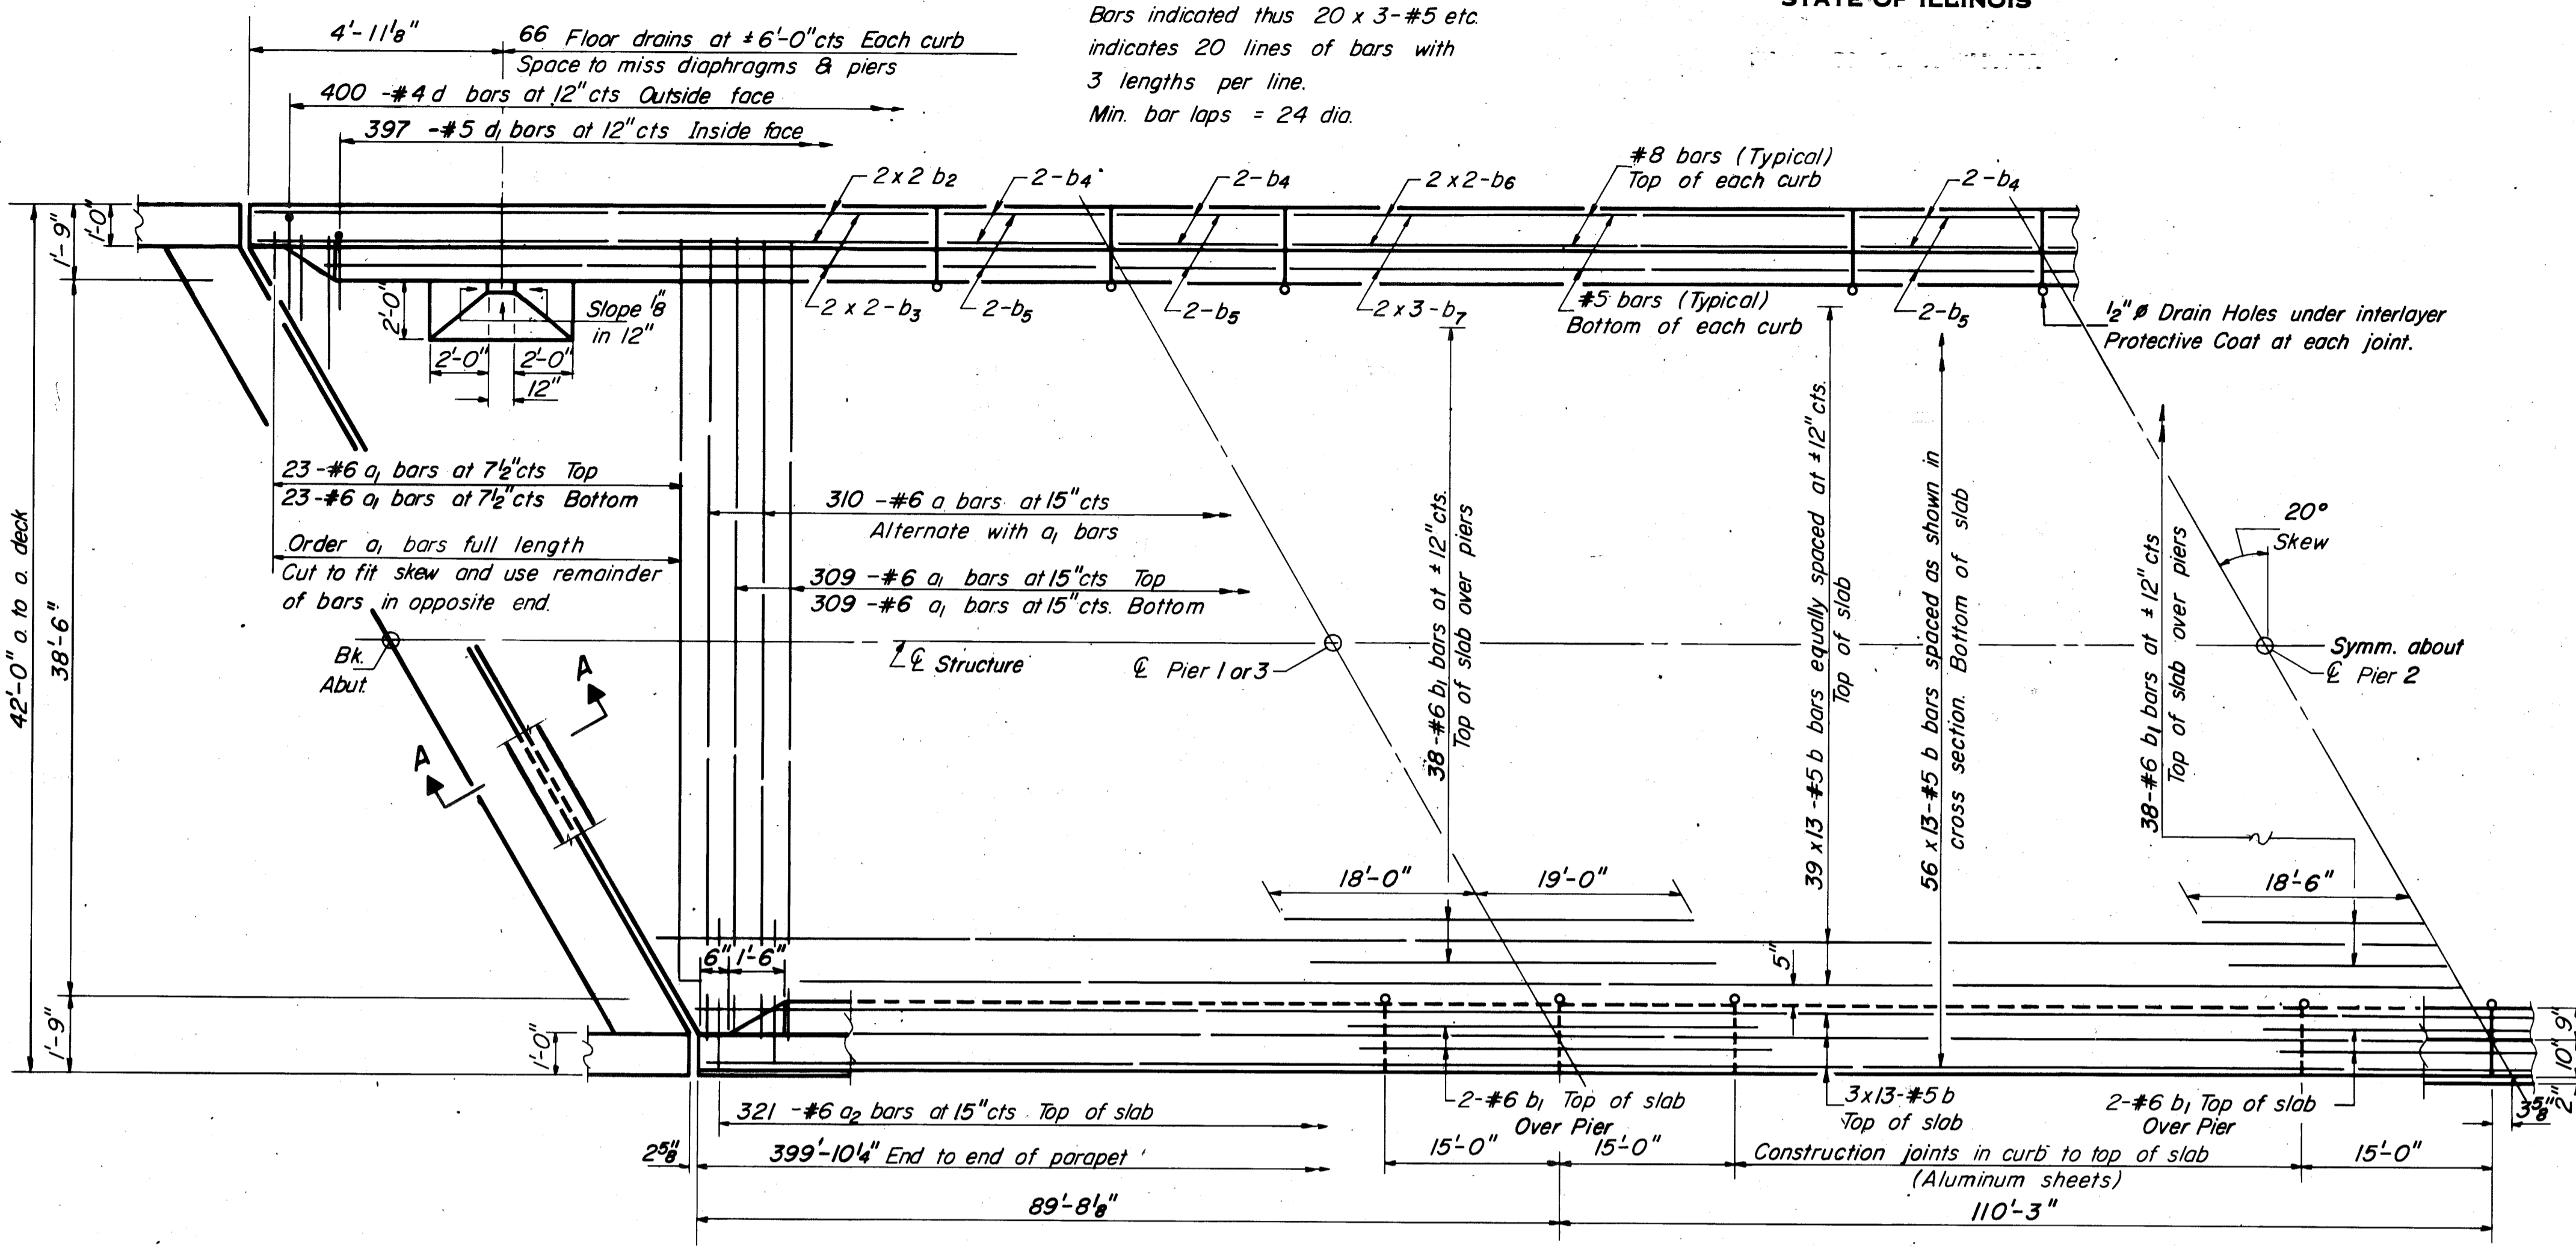 STATE OF ILLINOIS
Bars indicated thus 20 x 3-#5 etc.
indicates 20 lines of bars with
3 lengths per line.
Min. bar laps = 24 dia.
4'-11⅛"
66 Floor drains at ±6'-0"cts Each curb
Space to miss diaphragms & piers
400 -#4 d bars at 12"cts Outside face
397 -#5 d₁ bars at 12"cts Inside face
2 x 2 b₂
2-b₄
2-b₄
2 x 2-b₆
#8 bars (Typical)
Top of each curb
2-b₄
1'-9"
1'-0"
2 x 2-b₃
2-b₅
2-b₅
2 x 3-b₇
#5 bars (Typical)
Bottom of each curb
2-b₅
½"ø Drain Holes under interlayer
Protective Coat at each joint.
2'-0"
Slope ⅛"
in 12"
2'-0"
2'-0"
12"
42'-0" o. to o. deck
38'-6"
23-#6 a₁ bars at 7½"cts Top
23-#6 a₁ bars at 7½"cts Bottom
Order a₁ bars full length
Cut to fit skew and use remainder
of bars in opposite end.
310 -#6 a bars at 15"cts
Alternate with a₁ bars
309 -#6 a₁ bars at 15"cts Top
309 -#6 a₁ bars at 15"cts. Bottom
38-#6 b₁ bars at ±12"cts.
Top of slab over piers
39 x13 -#5 b bars equally spaced at ±12"cts.
Top of slab
56 x13-#5 b bars spaced as shown in
cross section. Bottom of slab
38-#6 b₁ bars at ±12"cts
Top of slab over piers
20°
Skew
Bk.
Abut.
℄ Structure
℄ Pier 1 or 3
Symm. about
℄ Pier 2
A
A
18'-0"
19'-0"
18'-6"
6"
1'-6"
5"
1'-9"
1'-0"
9"
10"
2"
3⅝"
2-#6 b₁ Top of slab
Over Pier
3x13-#5 b
Top of slab
2-#6 b₁ Top of slab
Over Pier
321 -#6 a₂ bars at 15"cts Top of slab
2⅝"
399'-10¼" End to end of parapet
15'-0"
15'-0"
Construction joints in curb to top of slab
(Aluminum sheets)
15'-0"
89'-8⅛"
110'-3"